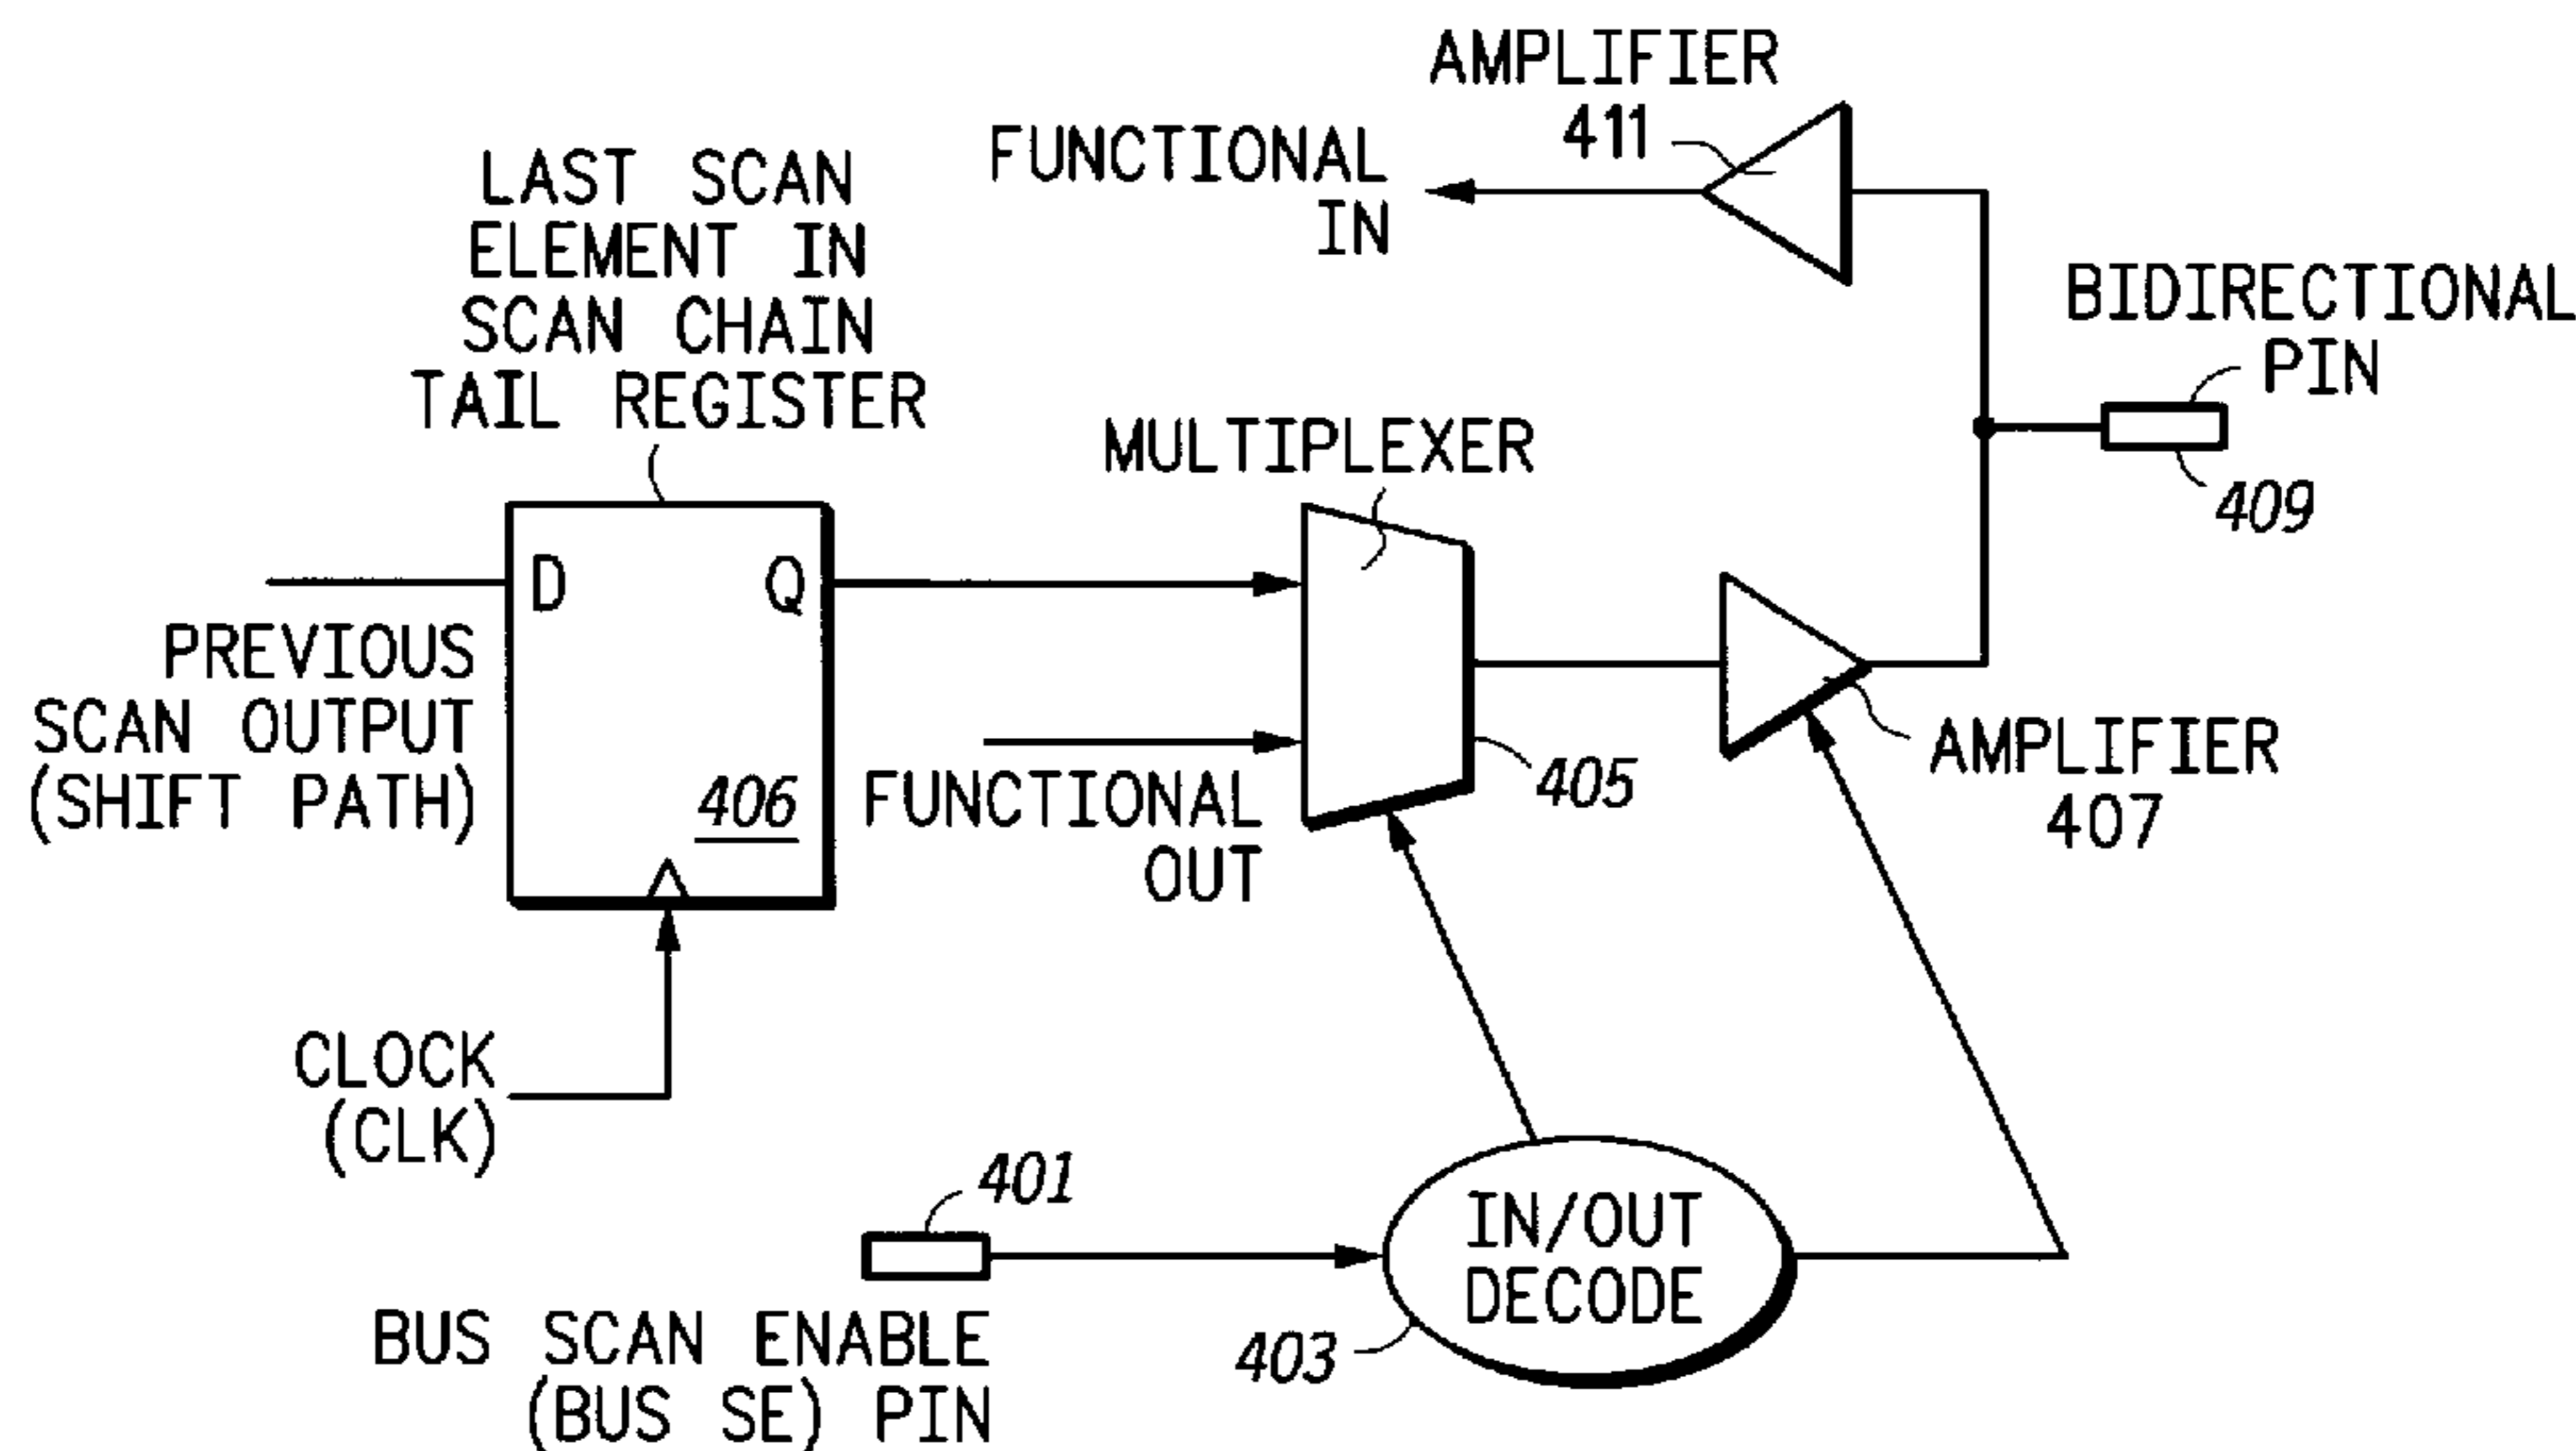 AMPLIFIER
411
FUNCTIONAL
IN
LAST SCAN
ELEMENT IN
SCAN CHAIN
TAIL REGISTER
BIDIRECTIONAL
PIN
409
MULTIPLEXER
D
Q
PREVIOUS
SCAN OUTPUT
(SHIFT PATH)
406
FUNCTIONAL
OUT
405
AMPLIFIER
407
CLOCK
(CLK)
401
BUS SCAN ENABLE
(BUS SE) PIN
IN/OUT
DECODE
403